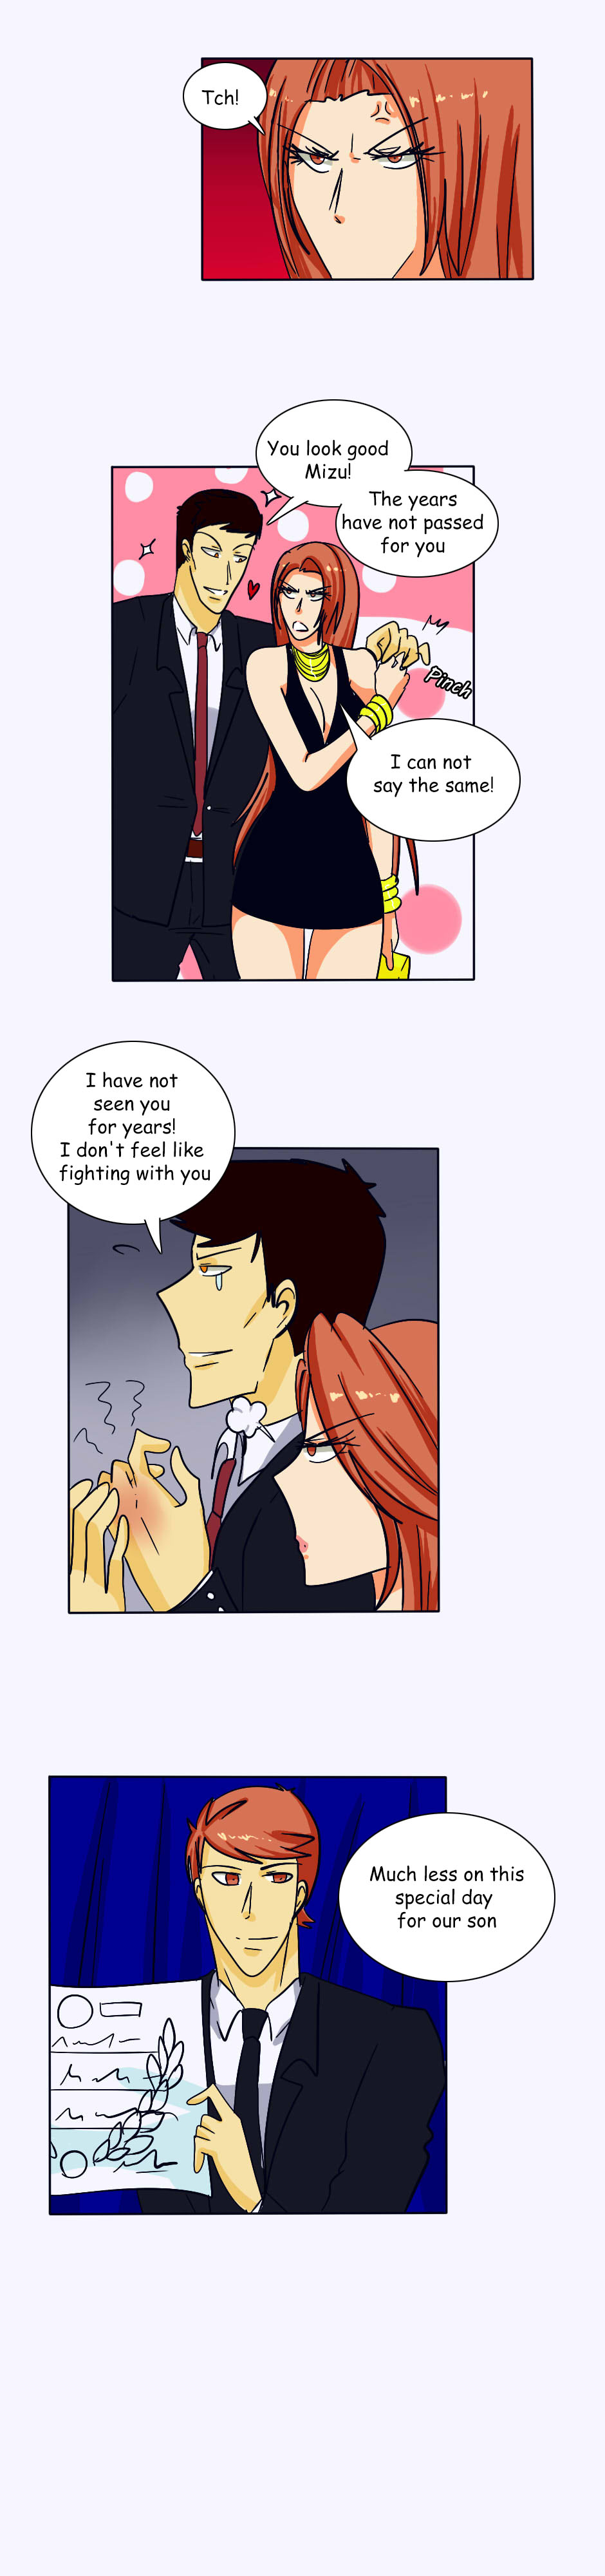 Tch!
You look good
Mizu!
The years
have not passed
for you
Pinch
I can not
say the same!
I have not
seen you
for years!
I don't feel like
fighting with you
Much less on this
special day
for our son